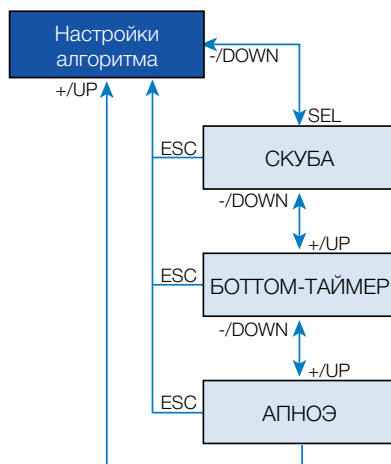 Настройки
алгоритма
-/DOWN
+/UP
SEL
ESC
СКУБА
-/DOWN
+/UP
ESC
БОТТОМ-ТАЙМЕР
-/DOWN
+/UP
ESC
АПНОЭ